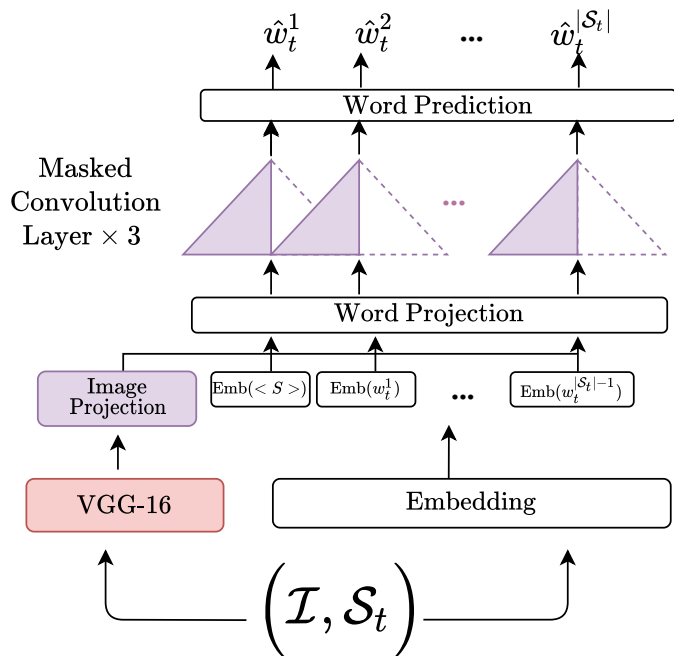 ŵ_t^1 ŵ_t^2 ... ŵ_t^{|𝒮_t|}
Word Prediction
Masked
Convolution
Layer × 3
...
Word Projection
Image
Projection
Emb(< S >) Emb(w_t^1) ... Emb(w_t^{|𝒮_t|−1})
VGG-16
Embedding
(ℐ, 𝒮_t)